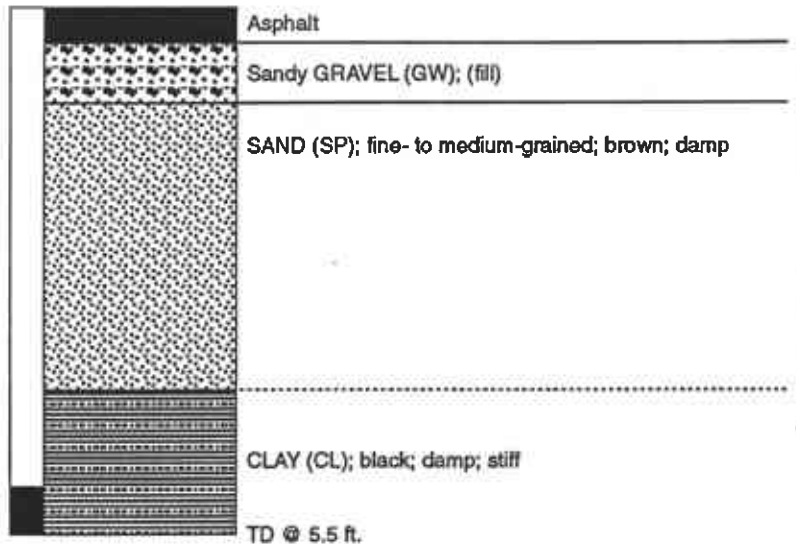 Asphalt
Sandy GRAVEL (GW); (fill)
SAND (SP); fine- to medium-grained; brown; damp
CLAY (CL); black; damp; stiff
TD @ 5.5 ft.